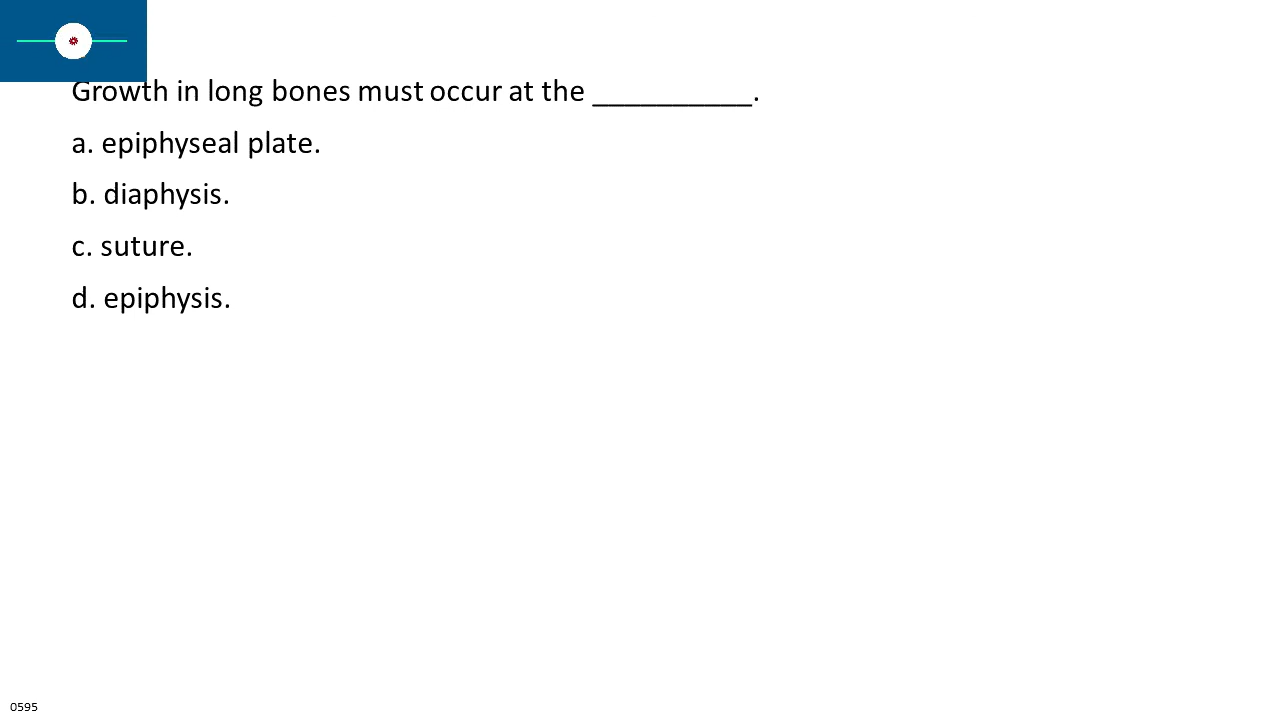 Growth in long bones must occur at the __________.
a. epiphyseal plate.
b. diaphysis.
c. suture.
d. epiphysis.
0595